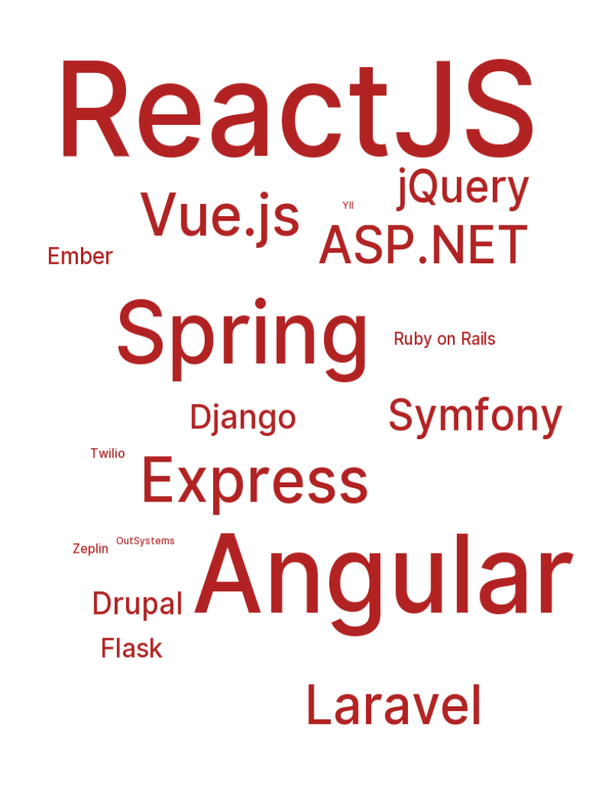 ReactJS
jQuery
Vue.js
YII
ASP.NET
Ember
Spring
Ruby on Rails
Django
Symfony
Twilio
Express
OutSystems
Zeplin
Angular
Drupal
Flask
Laravel